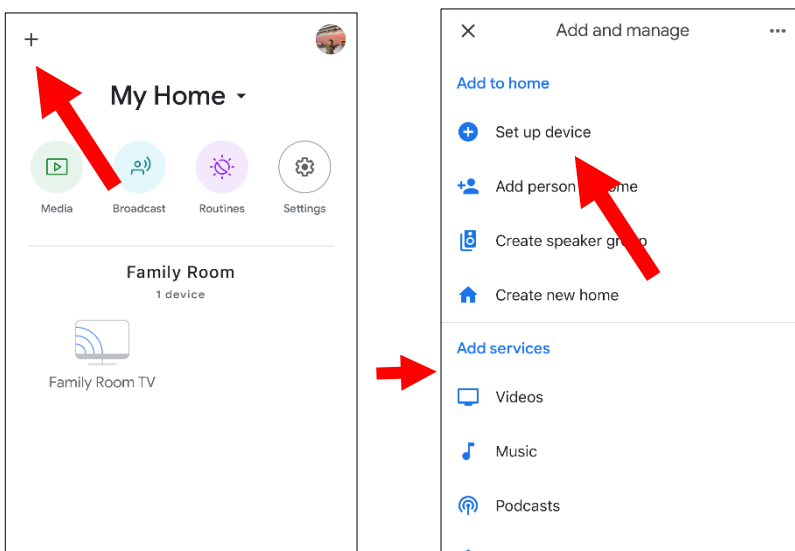 My Home
Media
Broadcast
Routines
Settings
Family Room
1 device
Family Room TV
Add and manage
Add to home
Set up device
Add person
Create speaker
Create new home
Add services
Videos
Music
Podcasts